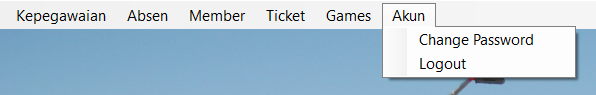 Kepegawaian Absen Member Ticket Games Akun
Change Password
Logout